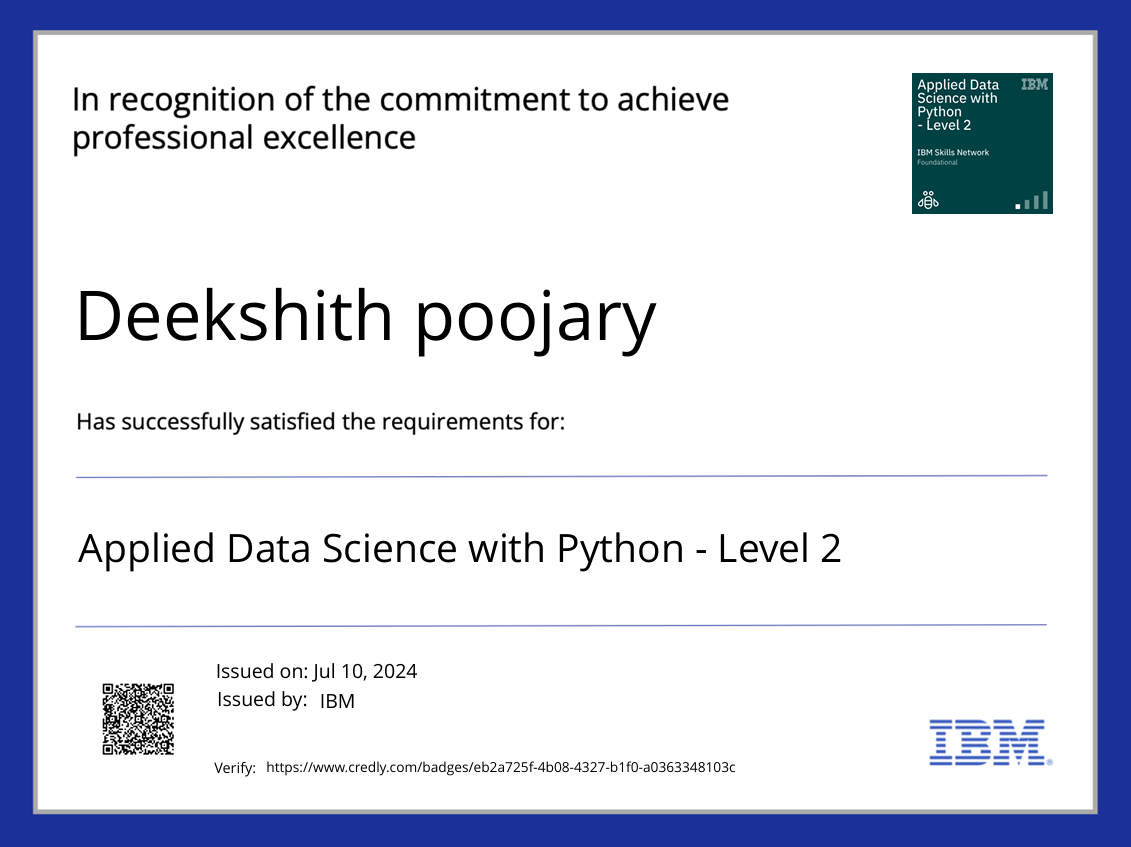 In recognition of the commitment to achieve
professional excellence
Applied Data
Science with
Python
- Level 2
IBM
IBM Skills Network
Foundational
Deekshith poojary
Has successfully satisfied the requirements for:
Applied Data Science with Python - Level 2
Issued on: Jul 10, 2024
Issued by: IBM
Verify: https://www.credly.com/badges/eb2a725f-4b08-4327-b1f0-a0363348103c
IBM®